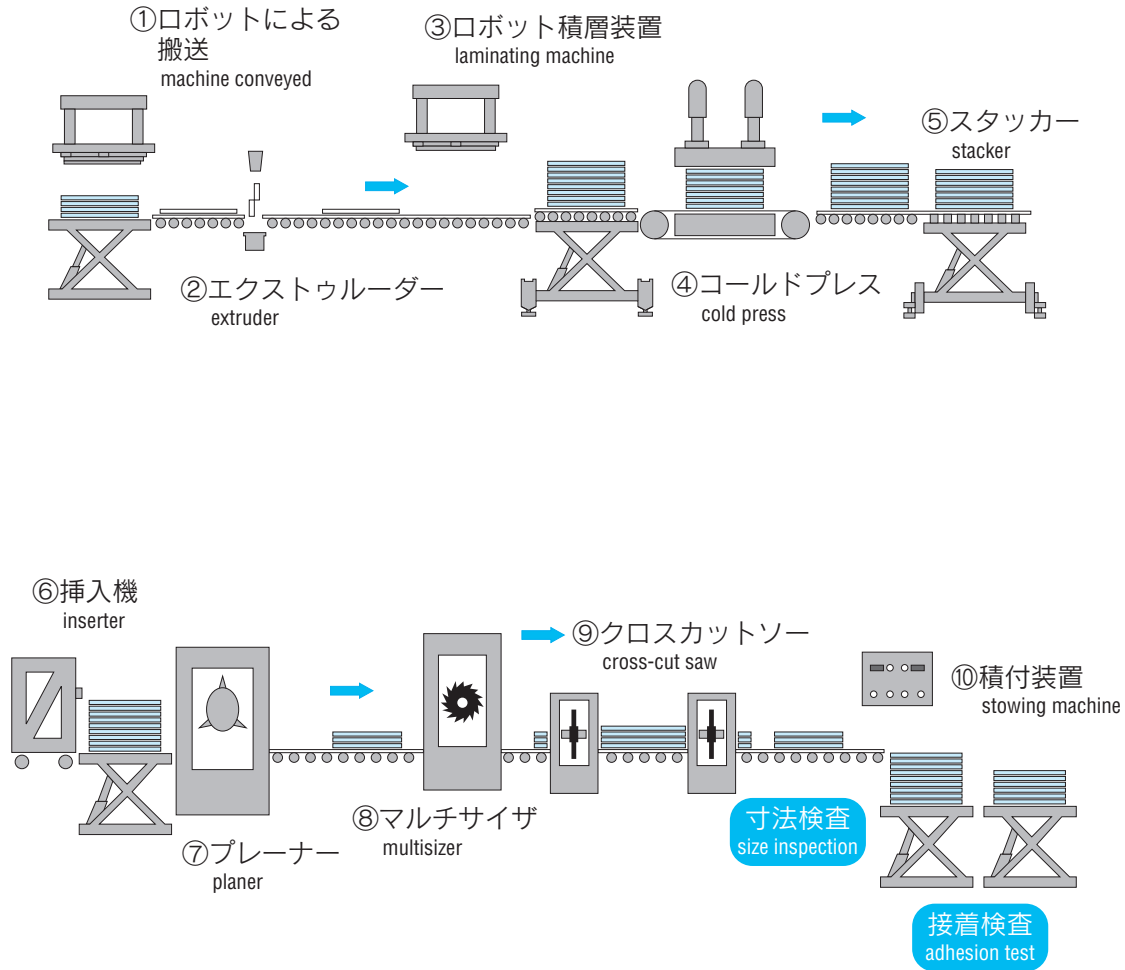 ①ロボットによる
搬送
machine conveyed
②エクストゥルーダー
extruder
③ロボット積層装置
laminating machine
④コールドプレス
cold press
⑤スタッカー
stacker
⑥挿入機
inserter
⑦プレーナー
planer
⑧マルチサイザ
multisizer
⑨クロスカットソー
cross-cut saw
寸法検査
size inspection
⑩積付装置
stowing machine
接着検査
adhesion test